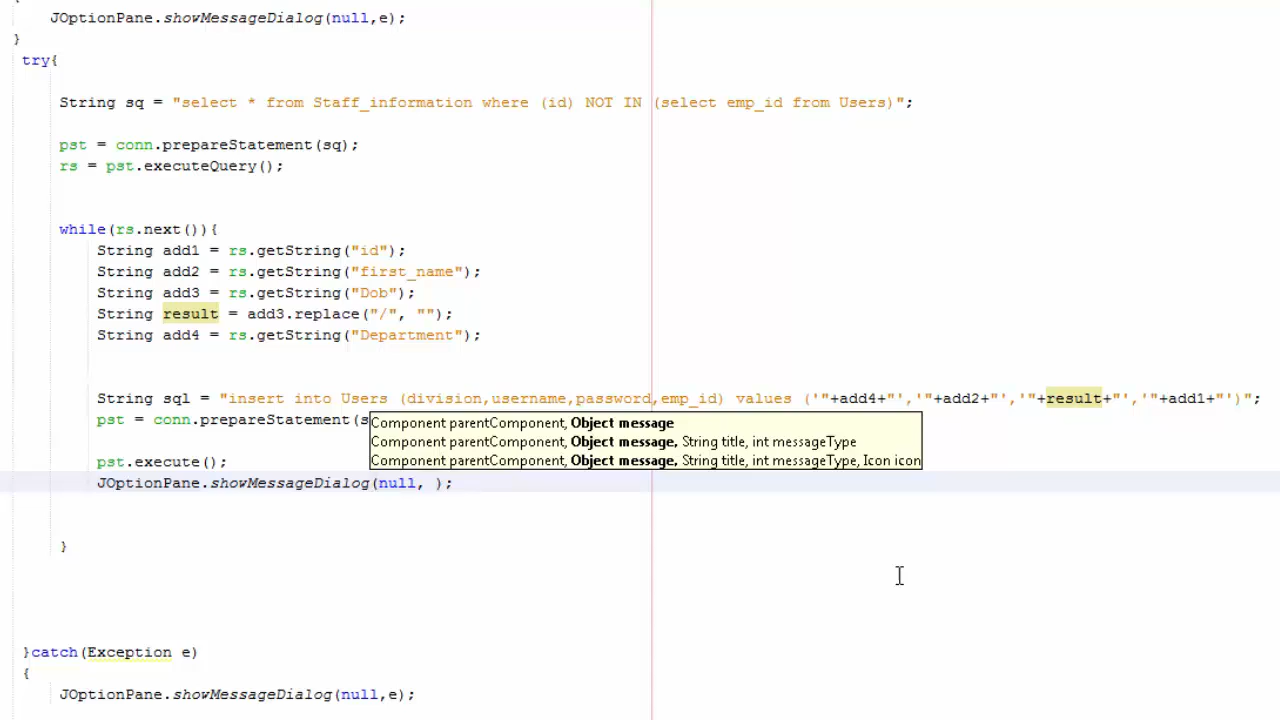 {
JOptionPane.showMessageDialog(null,e);
}
try{
String sq = "select * from Staff_information where (id) NOT IN (select emp_id from Users)";
pst = conn.prepareStatement(sq);
rs = pst.executeQuery();
while(rs.next()){
String add1 = rs.getString("id");
String add2 = rs.getString("first_name");
String add3 = rs.getString("Dob");
String result = add3.replace("/", "");
String add4 = rs.getString("Department");
String sql = "insert into Users (division,username,password,emp_id) values ('"+add4+"','"+add2+"','"+result+"','"+add1+"')";
pst = conn.prepareStatement(s
Component parentComponent, Object message
Component parentComponent, Object message, String title, int messageType
Component parentComponent, Object message, String title, int messageType, Icon icon
pst.execute();
JOptionPane.showMessageDialog(null, );
}
}catch(Exception e)
{
JOptionPane.showMessageDialog(null,e);